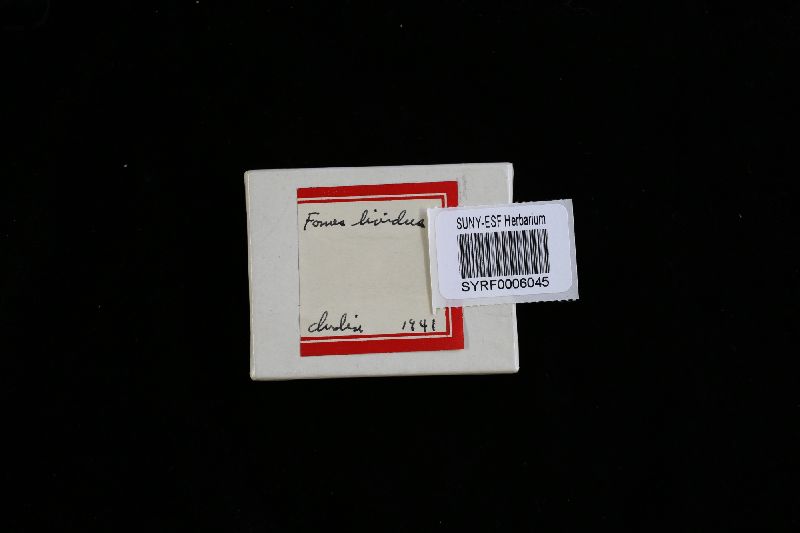 Fomes lividus
1941
SUNY-ESF Herbarium
SYRF0006045